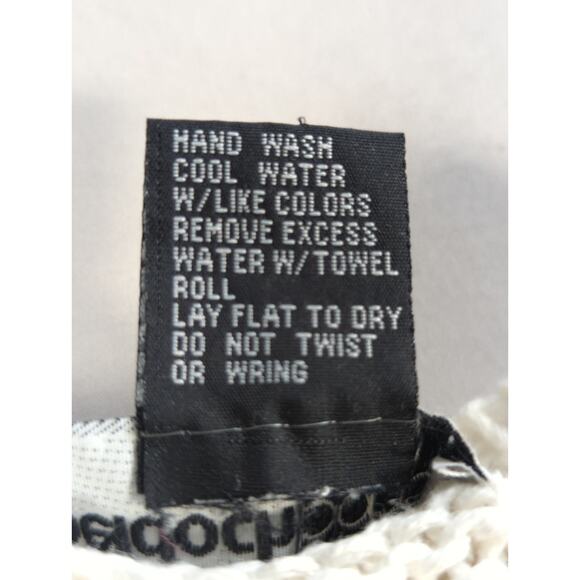 HAND WASH
COOL WATER
W/LIKE COLORS
REMOVE EXCESS
WATER W/TOWEL
ROLL
LAY FLAT TO DRY
DO NOT TWIST
OR WRING